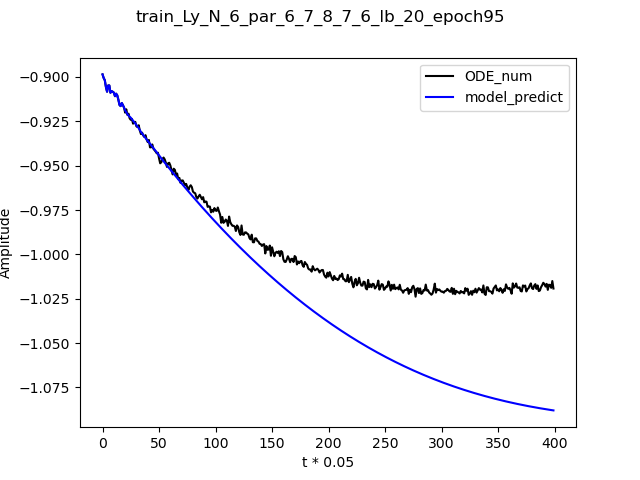 train_Ly_N_6_par_6_7_8_7_6_lb_20_epoch95
ODE_num
model_predict
Amplitude
−0.900
−0.925
−0.950
−0.975
−1.000
−1.025
−1.050
−1.075
0 50 100 150 200 250 300 350 400
t * 0.05